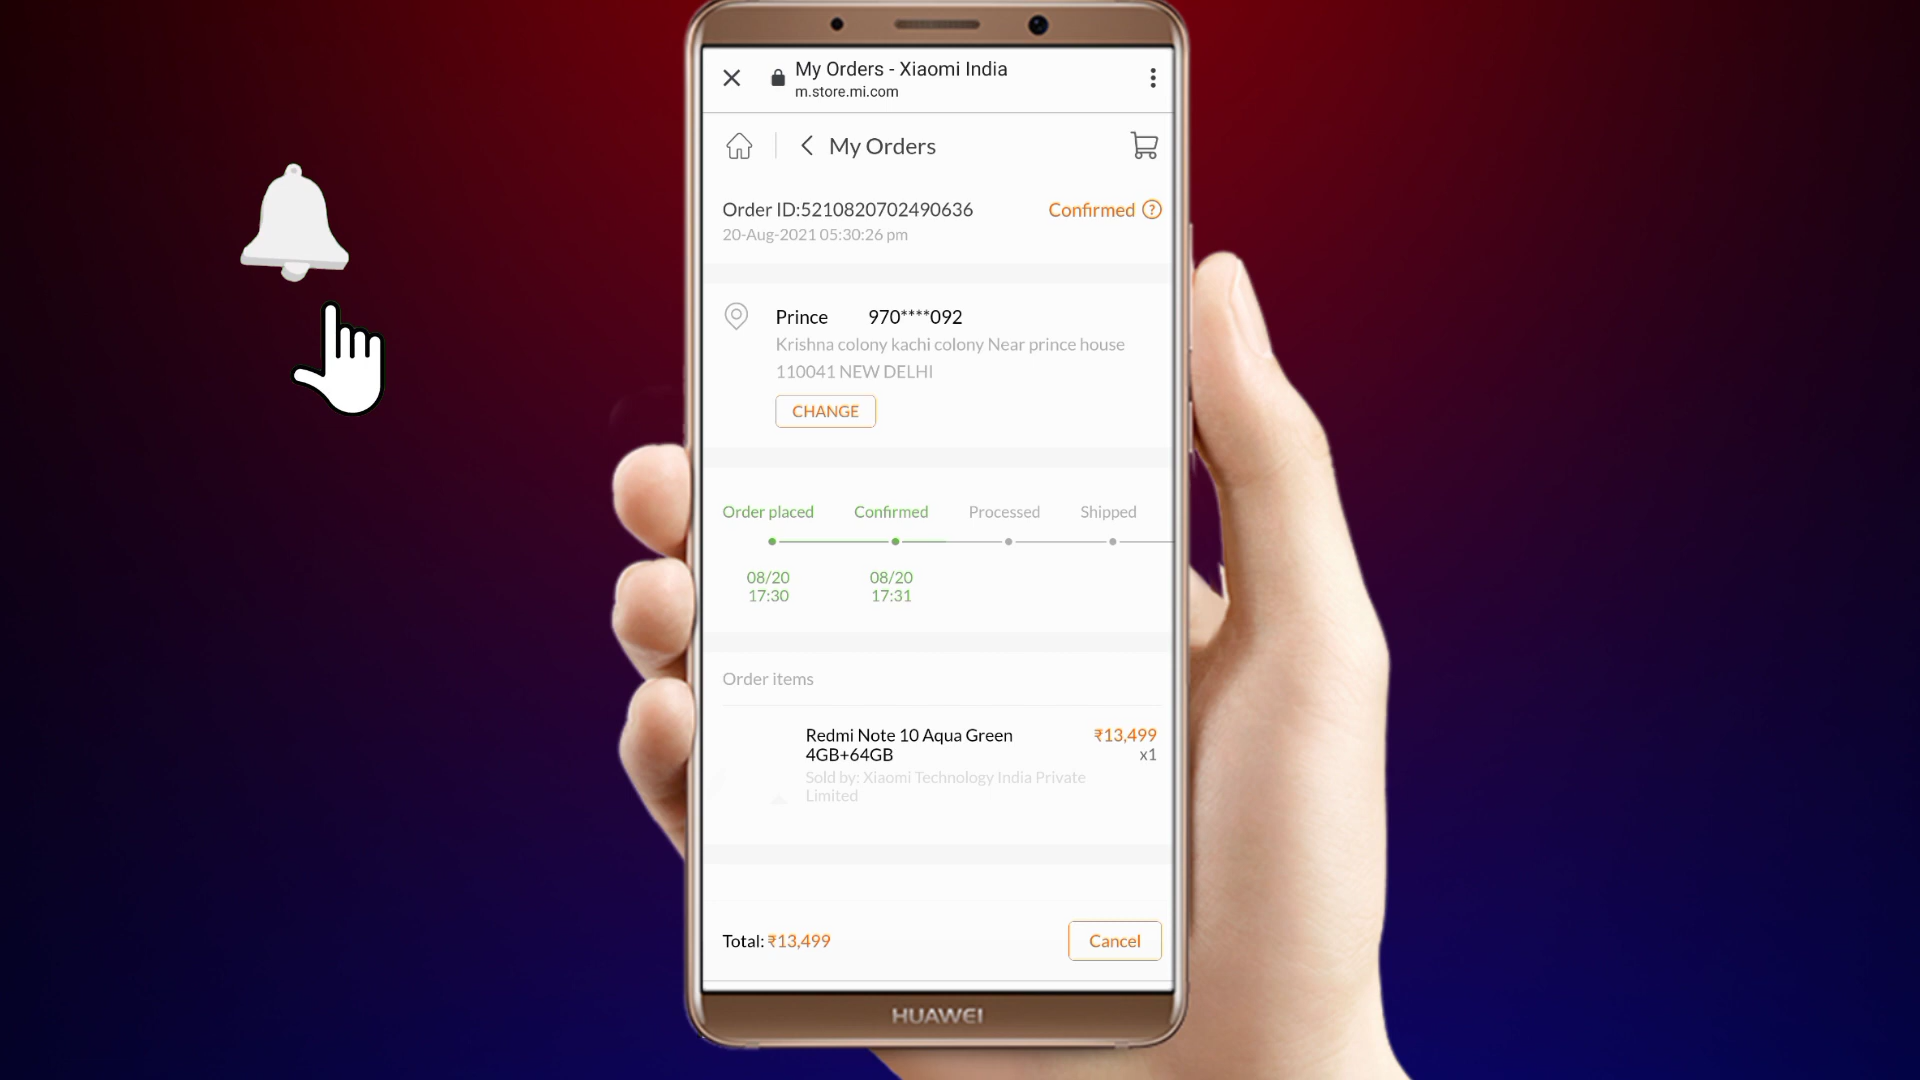 My Orders - Xiaomi India
m.store.mi.com
My Orders
Order ID:5210820702490636
Confirmed ?
20-Aug-2021 05:30:26 pm
Prince 970****092
Krishna colony kachi colony Near prince house
110041 NEW DELHI
CHANGE
Order placed Confirmed Processed Shipped
08/20 08/20
17:30 17:31
Order items
Redmi Note 10 Aqua Green ₹13,499
4GB+64GB x1
Sold by: Xiaomi Technology India Private
Limited
Total: ₹13,499
Cancel
HUAWEI